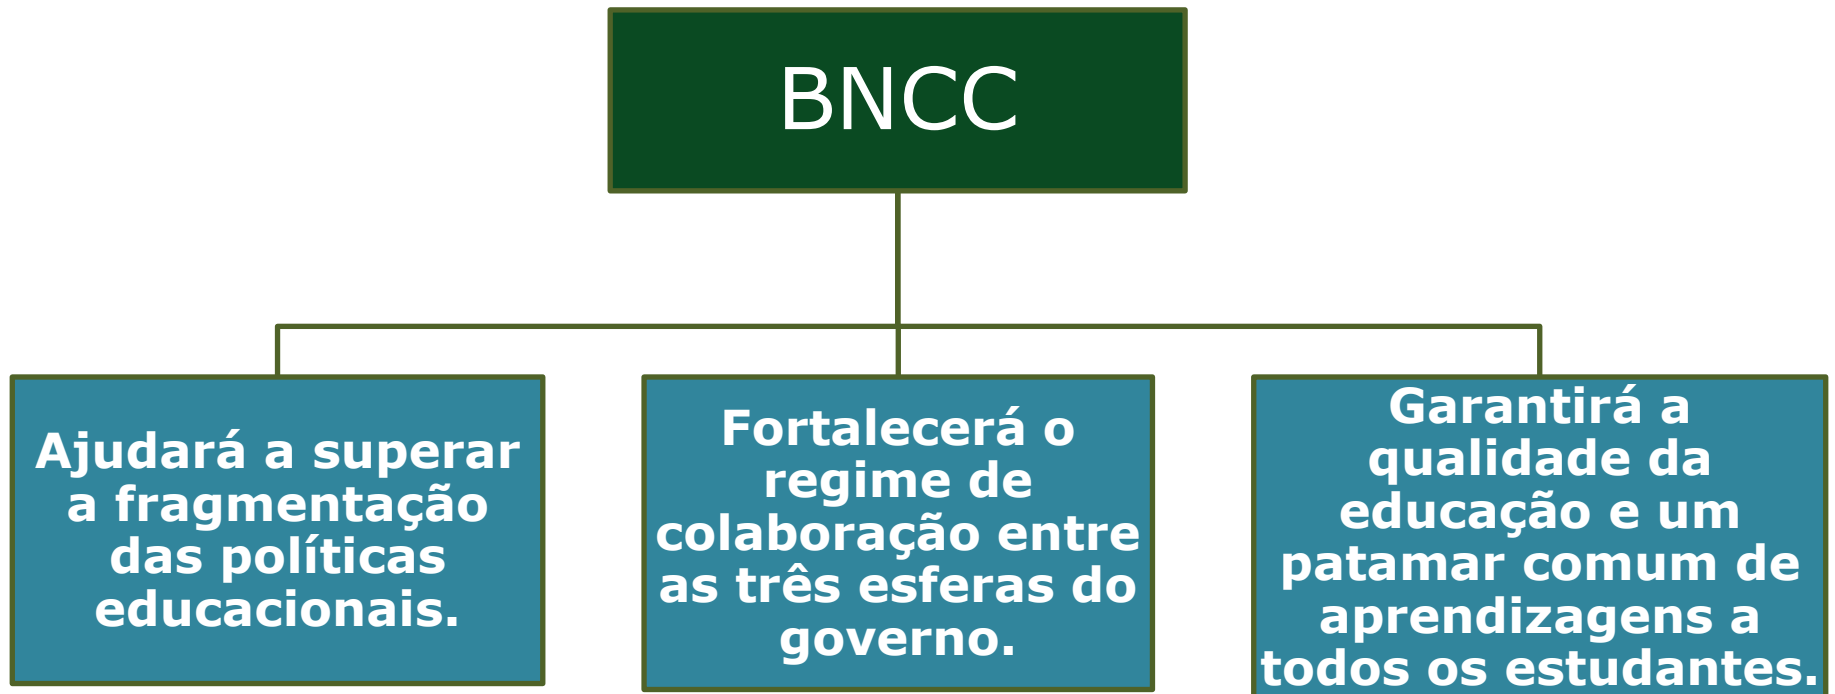 BNCC
Ajudará a superar
a fragmentação
das políticas
educacionais.
Fortalecerá o
regime de
colaboração entre
as três esferas do
governo.
Garantirá a
qualidade da
educação e um
patamar comum de
aprendizagens a
todos os estudantes.